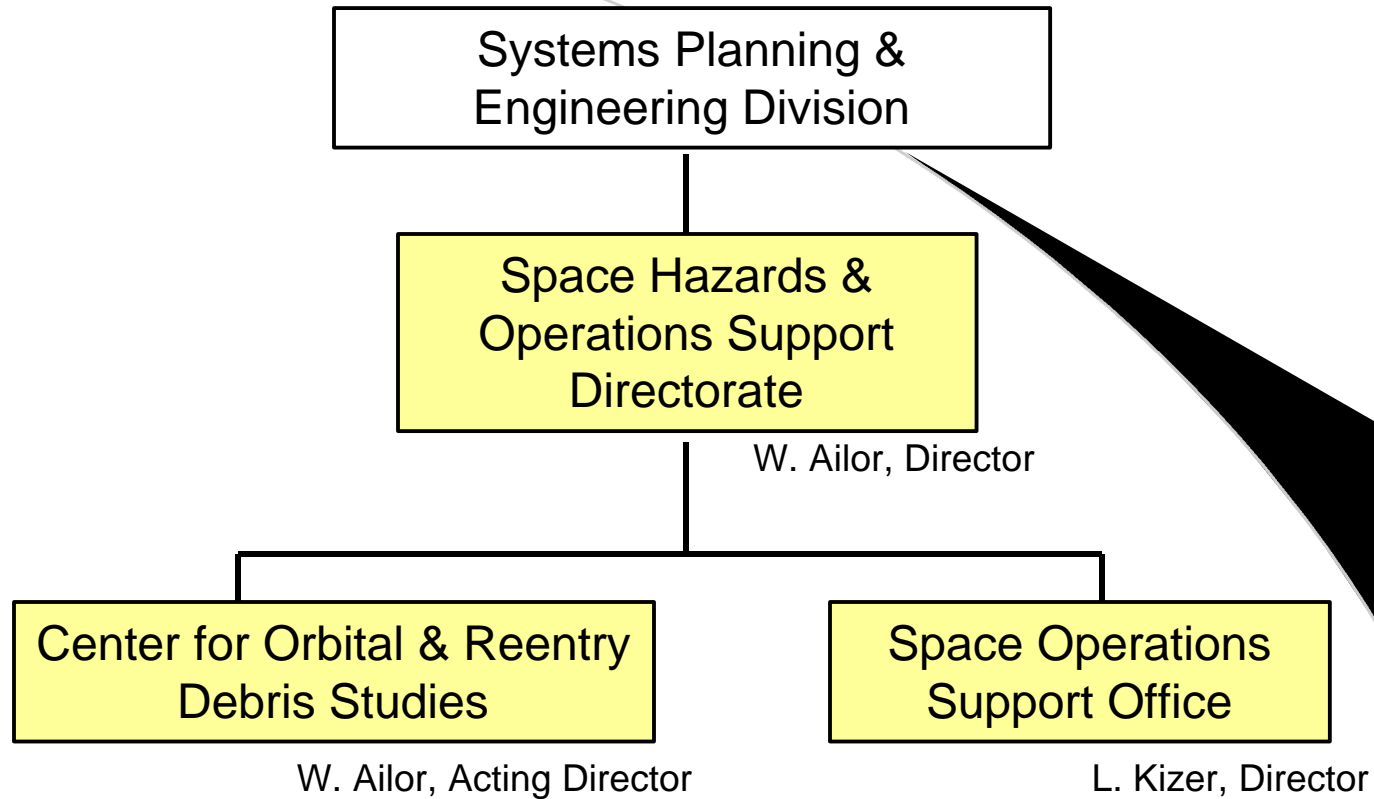 Systems Planning &
Engineering Division
Space Hazards &
Operations Support
Directorate
W. Ailor, Director
Center for Orbital & Reentry
Debris Studies
W. Ailor, Acting Director
Space Operations
Support Office
L. Kizer, Director